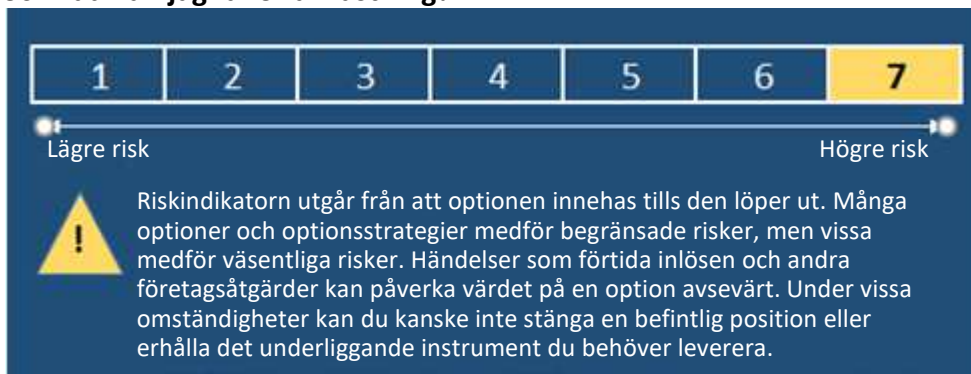 1 2 3 4 5 6 7
Lägre risk Högre risk
Riskindikatorn utgår från att optionen innehas tills den löper ut. Många
! optioner och optionsstrategier medför begränsade risker, men vissa
medför väsentliga risker. Händelser som förtida inlösen och andra
företagsåtgärder kan påverka värdet på en option avsevärt. Under vissa
omständigheter kan du kanske inte stänga en befintlig position eller
erhålla det underliggande instrument du behöver leverera.